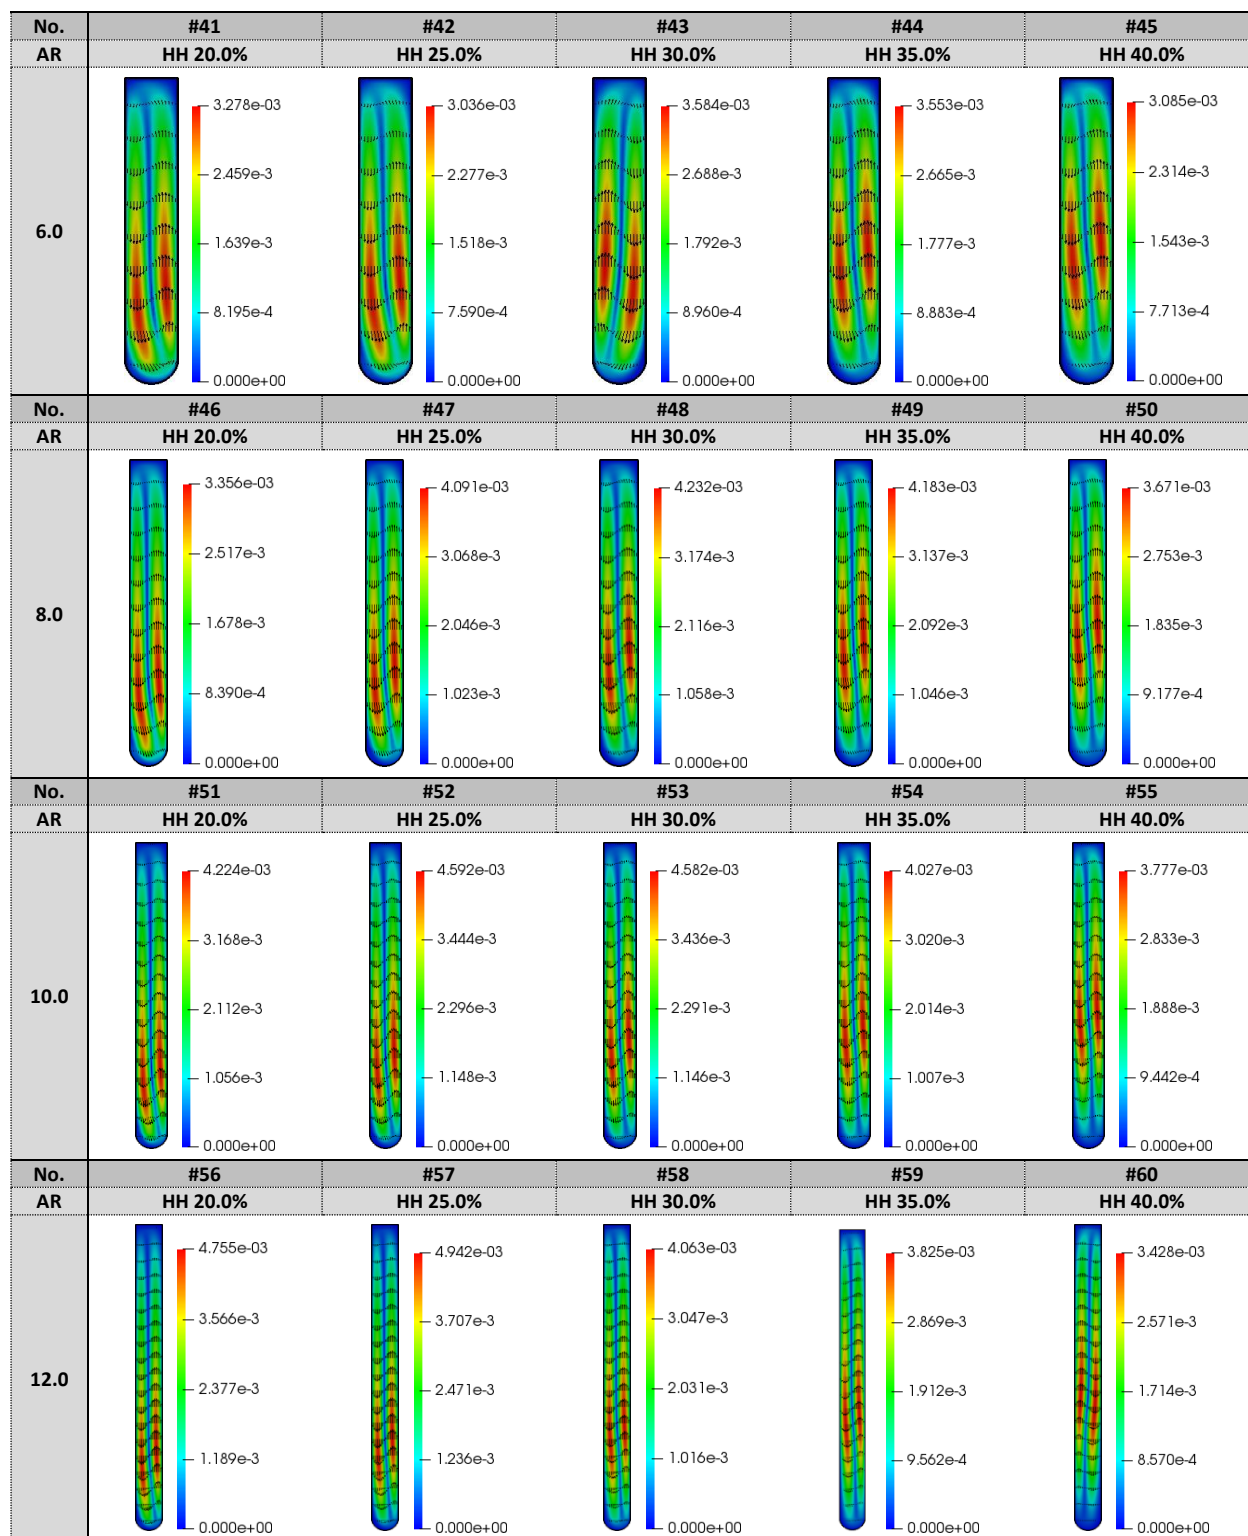 No. #41 #42 #43 #44 #45
AR HH 20.0% HH 25.0% HH 30.0% HH 35.0% HH 40.0%
6.0
3.278e-03 3.036e-03 3.584e-03 3.553e-03 3.085e-03
2.459e-3 2.277e-3 2.688e-3 2.665e-3 2.314e-3
1.639e-3 1.518e-3 1.792e-3 1.777e-3 1.543e-3
8.195e-4 7.590e-4 8.960e-4 8.883e-4 7.713e-4
0.000e+00 0.000e+00 0.000e+00 0.000e+00 0.000e+00
No. #46 #47 #48 #49 #50
AR HH 20.0% HH 25.0% HH 30.0% HH 35.0% HH 40.0%
8.0
3.356e-03 4.091e-03 4.232e-03 4.183e-03 3.671e-03
2.517e-3 3.068e-3 3.174e-3 3.137e-3 2.753e-3
1.678e-3 2.046e-3 2.116e-3 2.092e-3 1.835e-3
8.390e-4 1.023e-3 1.058e-3 1.046e-3 9.177e-4
0.000e+00 0.000e+00 0.000e+00 0.000e+00 0.000e+00
No. #51 #52 #53 #54 #55
AR HH 20.0% HH 25.0% HH 30.0% HH 35.0% HH 40.0%
10.0
4.224e-03 4.592e-03 4.582e-03 4.027e-03 3.777e-03
3.168e-3 3.444e-3 3.436e-3 3.020e-3 2.833e-3
2.112e-3 2.296e-3 2.291e-3 2.014e-3 1.888e-3
1.056e-3 1.148e-3 1.146e-3 1.007e-3 9.442e-4
0.000e+00 0.000e+00 0.000e+00 0.000e+00 0.000e+00
No. #56 #57 #58 #59 #60
AR HH 20.0% HH 25.0% HH 30.0% HH 35.0% HH 40.0%
12.0
4.755e-03 4.942e-03 4.063e-03 3.825e-03 3.428e-03
3.566e-3 3.707e-3 3.047e-3 2.869e-3 2.571e-3
2.377e-3 2.471e-3 2.031e-3 1.912e-3 1.714e-3
1.189e-3 1.236e-3 1.016e-3 9.562e-4 8.570e-4
0.000e+00 0.000e+00 0.000e+00 0.000e+00 0.000e+00